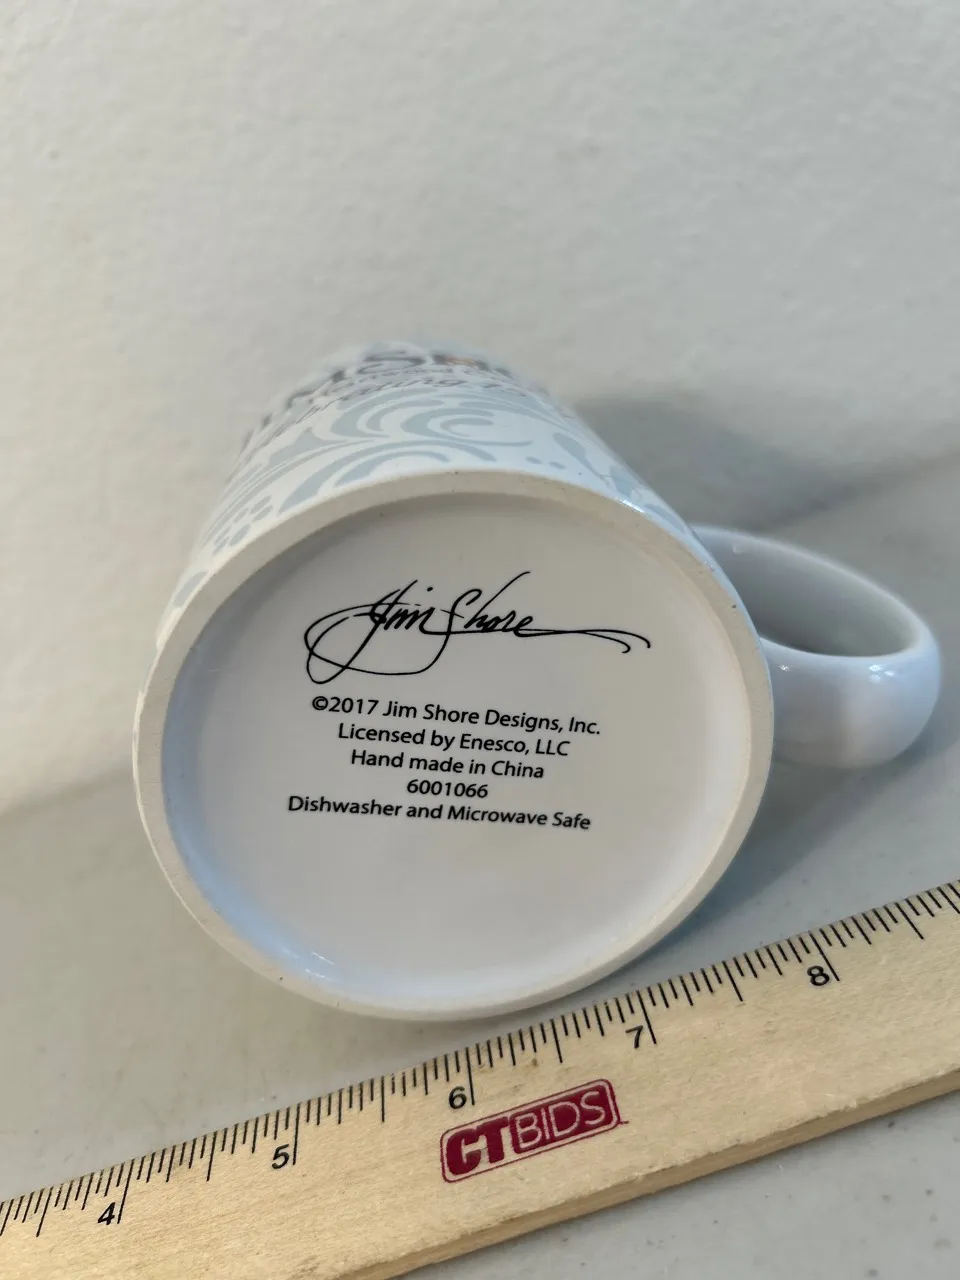 Jim Shore
©2017 Jim Shore Designs, Inc.
Licensed by Enesco, LLC
Hand made in China
6001066
Dishwasher and Microwave Safe
4 5 6 7 8
CTBIDS